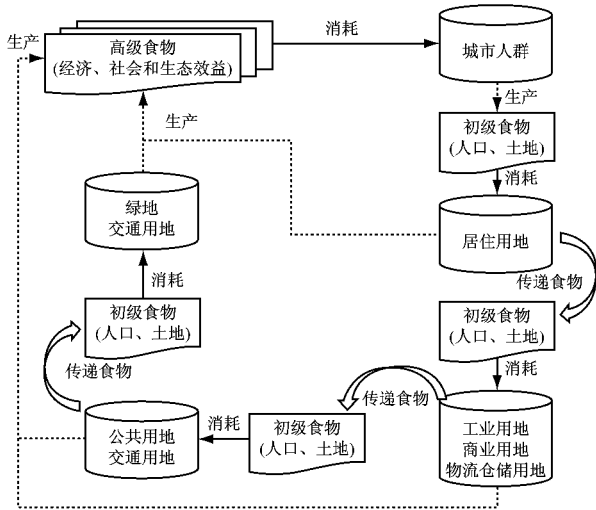 生产
高级食物
(经济、社会和生态效益)
消耗
城市人群
生产
初级食物
(人口、土地)
消耗
居住用地
传递食物
初级食物
(人口、土地)
消耗
工业用地
商业用地
物流仓储用地
传递食物
初级食物
(人口、土地)
消耗
公共用地
交通用地
传递食物
初级食物
(人口、土地)
消耗
绿地
交通用地
生产